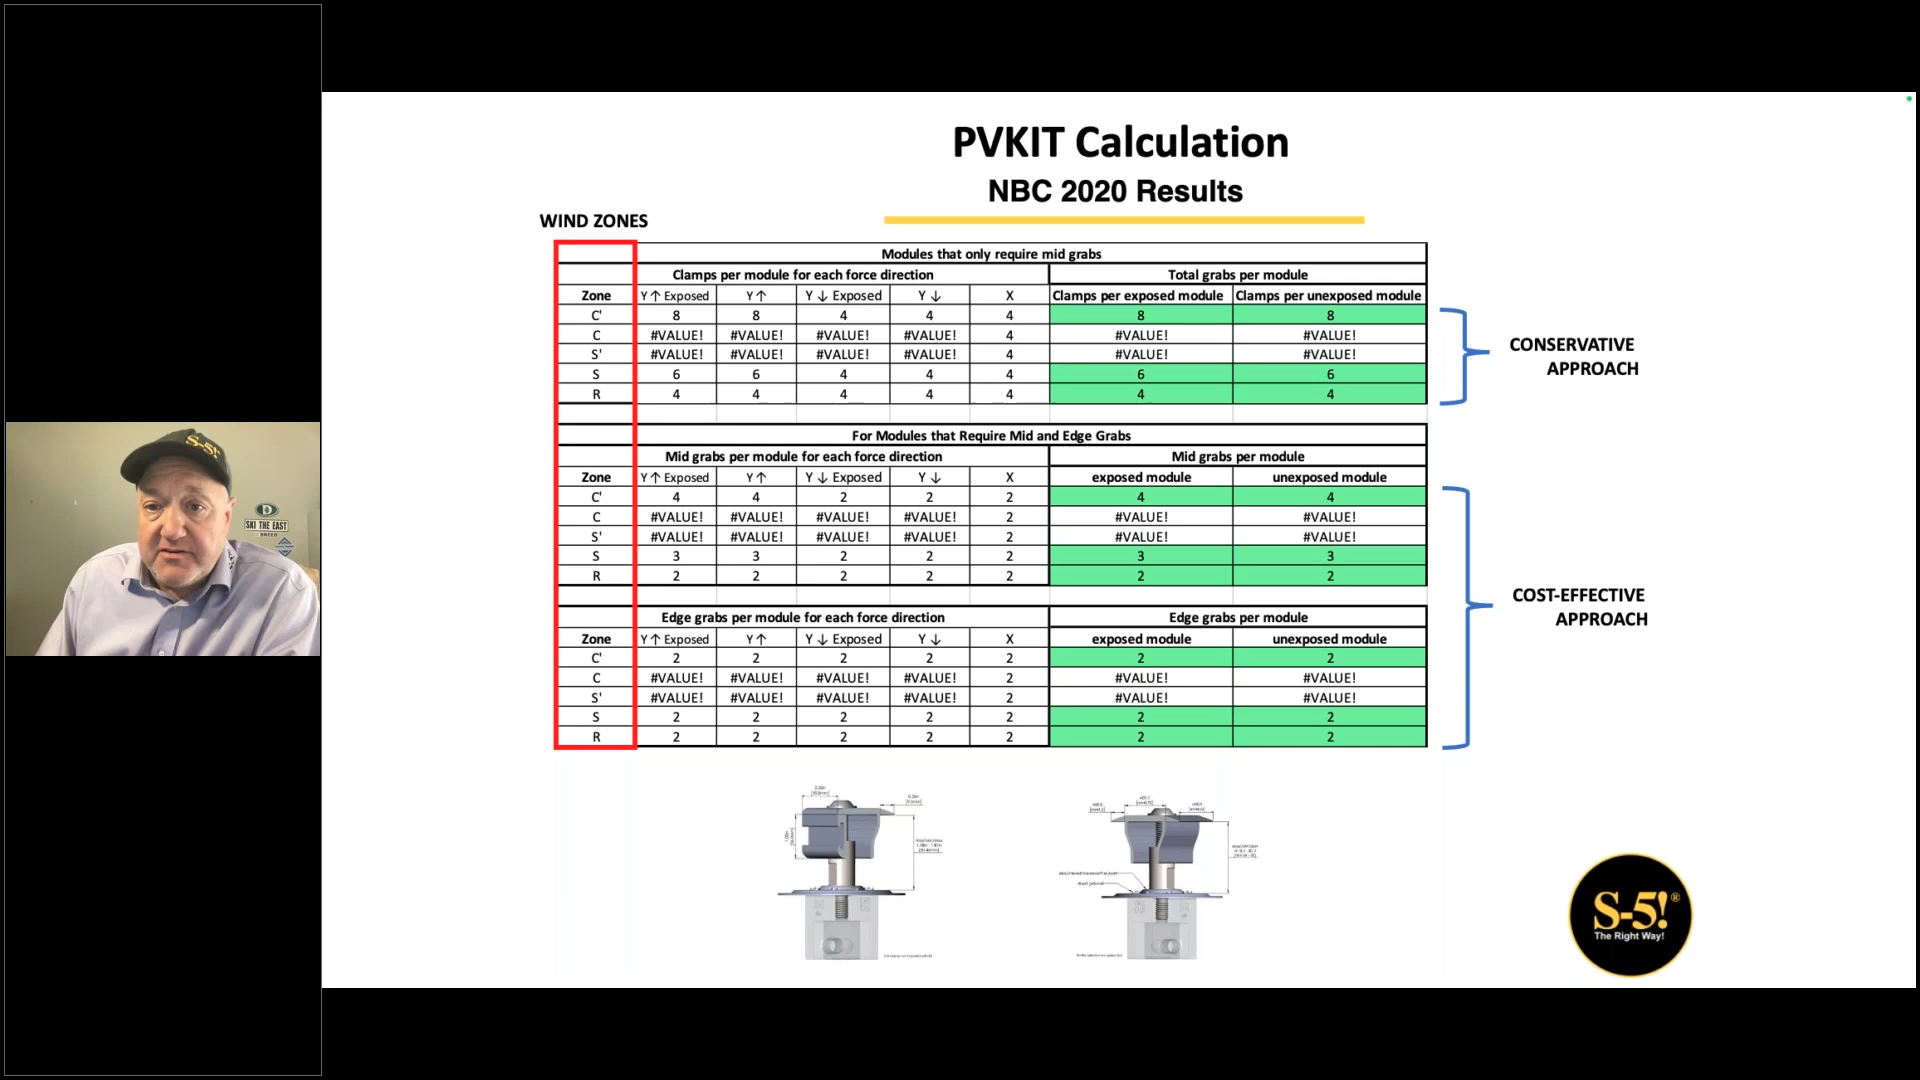 PVKIT Calculation
NBC 2020 Results
WIND ZONES
Modules that only require mid grabs
Clamps per module for each force direction Total grabs per module
Zone Y ↑ Exposed Y ↑ Y ↓ Exposed Y ↓ X Clamps per exposed module Clamps per unexposed module
C' 8 8 4 4 4 8 8
C #VALUE! #VALUE! #VALUE! #VALUE! 4 #VALUE! #VALUE!
S' #VALUE! #VALUE! #VALUE! #VALUE! 4 #VALUE! #VALUE!
S 6 6 4 4 4 6 6
R 4 4 4 4 4 4 4
CONSERVATIVE
APPROACH
For Modules that Require Mid and Edge Grabs
Mid grabs per module for each force direction Mid grabs per module
Zone Y ↑ Exposed Y ↑ Y ↓ Exposed Y ↓ X exposed module unexposed module
C' 4 4 2 2 2 4 4
C #VALUE! #VALUE! #VALUE! #VALUE! 2 #VALUE! #VALUE!
S' #VALUE! #VALUE! #VALUE! #VALUE! 2 #VALUE! #VALUE!
S 3 3 2 2 2 3 3
R 2 2 2 2 2 2 2
Edge grabs per module for each force direction Edge grabs per module
Zone Y ↑ Exposed Y ↑ Y ↓ Exposed Y ↓ X exposed module unexposed module
C' 2 2 2 2 2 2 2
C #VALUE! #VALUE! #VALUE! #VALUE! 2 #VALUE! #VALUE!
S' #VALUE! #VALUE! #VALUE! #VALUE! 2 #VALUE! #VALUE!
S 2 2 2 2 2 2 2
R 2 2 2 2 2 2 2
COST-EFFECTIVE
APPROACH
S-5!
SKI THE EAST
BREED
S-5!®
The Right Way!